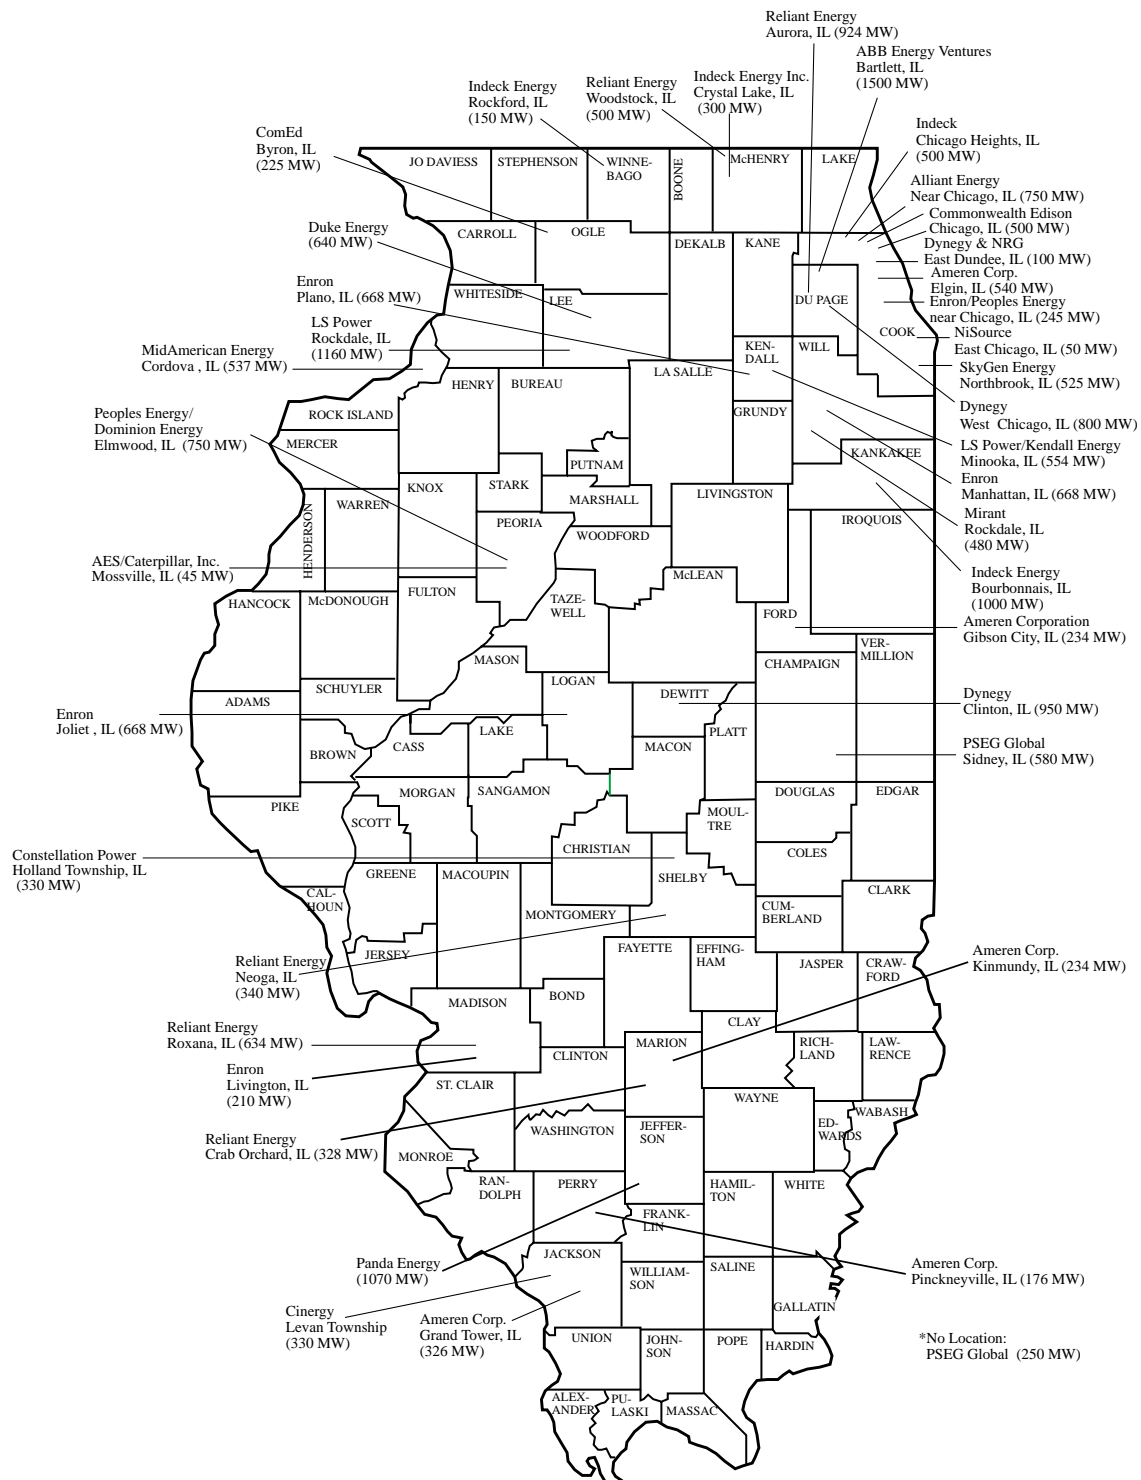 Reliant Energy
Aurora, IL (924 MW)
ABB Energy Ventures
Bartlett, IL
(1500 MW)
Indeck Energy Inc.
Crystal Lake, IL
(300 MW)
Reliant Energy
Woodstock, IL
(500 MW)
Indeck Energy
Rockford, IL
(150 MW)
ComEd
Byron, IL
(225 MW)
Indeck
Chicago Heights, IL
(500 MW)
Alliant Energy
Near Chicago, IL (750 MW)
Commonwealth Edison
Chicago, IL (500 MW)
Dynegy & NRG
East Dundee, IL (100 MW)
Ameren Corp.
Elgin, IL (540 MW)
Enron/Peoples Energy
near Chicago, IL (245 MW)
NiSource
East Chicago, IL (50 MW)
SkyGen Energy
Northbrook, IL (525 MW)
Dynegy
West Chicago, IL (800 MW)
LS Power/Kendall Energy
Minooka, IL (554 MW)
Enron
Manhattan, IL (668 MW)
Mirant
Rockdale, IL
(480 MW)
Indeck Energy
Bourbonnais, IL
(1000 MW)
Ameren Corporation
Gibson City, IL (234 MW)
Dynegy
Clinton, IL (950 MW)
PSEG Global
Sidney, IL (580 MW)
Ameren Corp.
Kinmundy, IL (234 MW)
Ameren Corp.
Pinckneyville, IL (176 MW)
*No Location:
PSEG Global (250 MW)
Duke Energy
(640 MW)
Enron
Plano, IL (668 MW)
LS Power
Rockdale, IL
(1160 MW)
MidAmerican Energy
Cordova , IL (537 MW)
Peoples Energy/
Dominion Energy
Elmwood, IL (750 MW)
AES/Caterpillar, Inc.
Mossville, IL (45 MW)
Enron
Joliet , IL (668 MW)
Constellation Power
Holland Township, IL
(330 MW)
Reliant Energy
Neoga, IL
(340 MW)
Reliant Energy
Roxana, IL (634 MW)
Enron
Livington, IL
(210 MW)
Reliant Energy
Crab Orchard, IL (328 MW)
Panda Energy
(1070 MW)
Cinergy
Levan Township
(330 MW)
Ameren Corp.
Grand Tower, IL
(326 MW)
JO DAVIESS
STEPHENSON
WINNE-
BAGO
BOONE
McHENRY
LAKE
CARROLL
OGLE
DEKALB
KANE
WHITESIDE
LEE
DU PAGE
COOK
KEN-
DALL
WILL
HENRY
BUREAU
LA SALLE
ROCK ISLAND
GRUNDY
MERCER
KANKAKEE
PUTNAM
KNOX
STARK
MARSHALL
LIVINGSTON
HENDERSON
WARREN
PEORIA
WOODFORD
IROQUOIS
McLEAN
HANCOCK
McDONOUGH
FULTON
TAZE-
WELL
FORD
VER-
MILLION
MASON
CHAMPAIGN
LOGAN
SCHUYLER
ADAMS
DEWITT
PLATT
LAKE
CASS
BROWN
MACON
MORGAN
SANGAMON
DOUGLAS
EDGAR
PIKE
SCOTT
MOUL-
TRE
CHRISTIAN
COLES
GREENE
MACOUPIN
SHELBY
CLARK
CAL-
HOUN
MONTGOMERY
CUM-
BERLAND
JERSEY
FAYETTE
EFFING-
HAM
JASPER
CRAW-
FORD
MADISON
BOND
CLAY
MARION
RICH-
LAND
LAW-
RENCE
CLINTON
ST. CLAIR
WAYNE
WABASH
ED-
WARDS
WASHINGTON
JEFFER-
SON
MONROE
RAN-
DOLPH
PERRY
HAMIL-
TON
WHITE
FRANK-
LIN
JACKSON
WILLIAM-
SON
SALINE
GALLATIN
UNION
JOHN-
SON
POPE
HARDIN
ALEX-
ANDER
PU-
LASKI
MASSAC